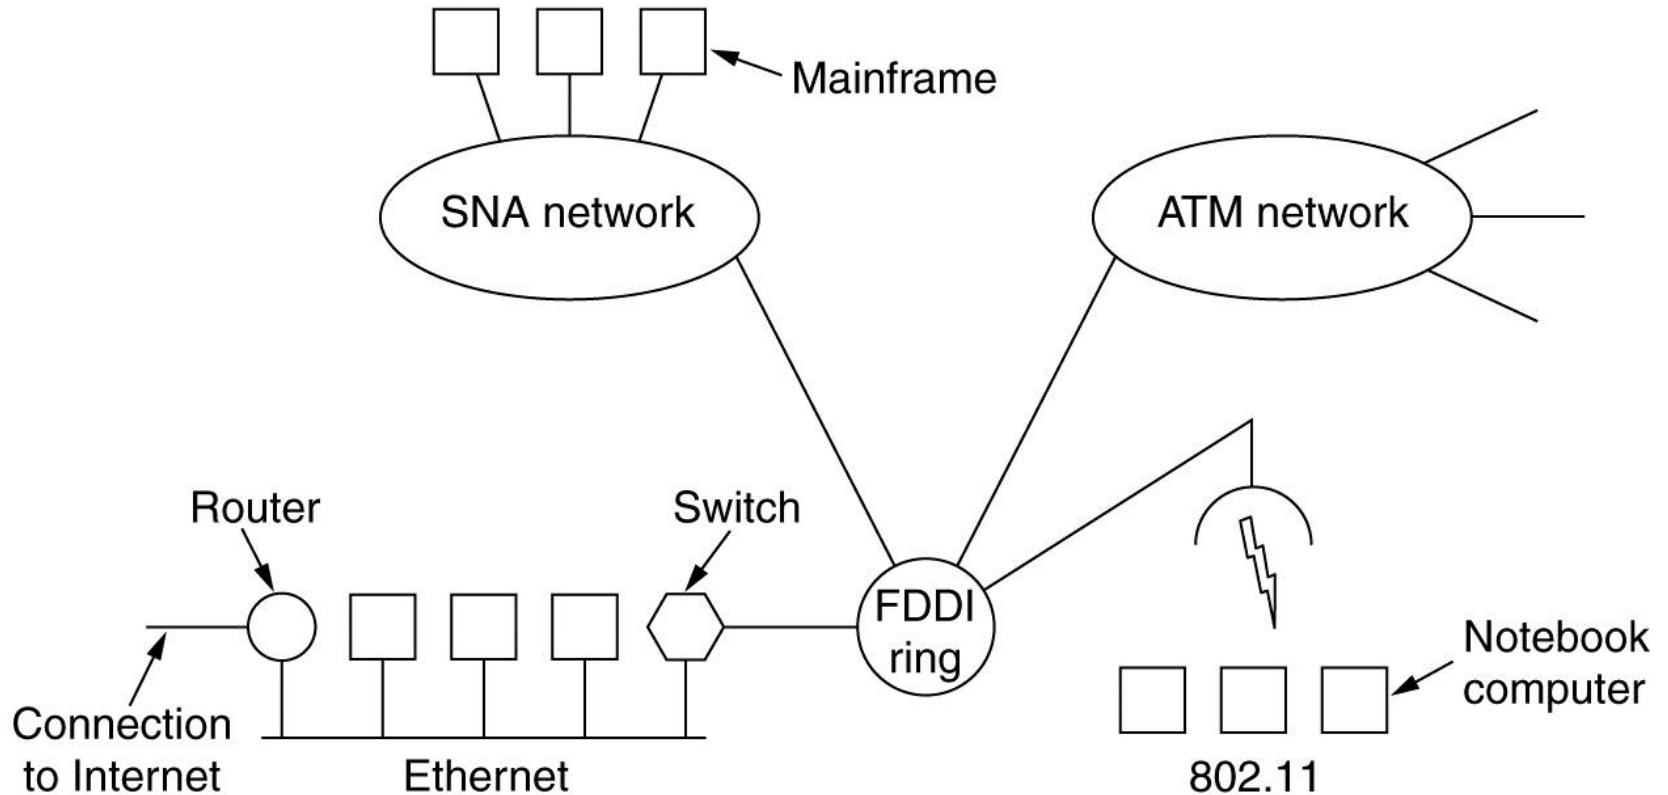 Mainframe
SNA network
ATM network
Router
Switch
FDDI
ring
Notebook
computer
Connection
to Internet
Ethernet
802.11